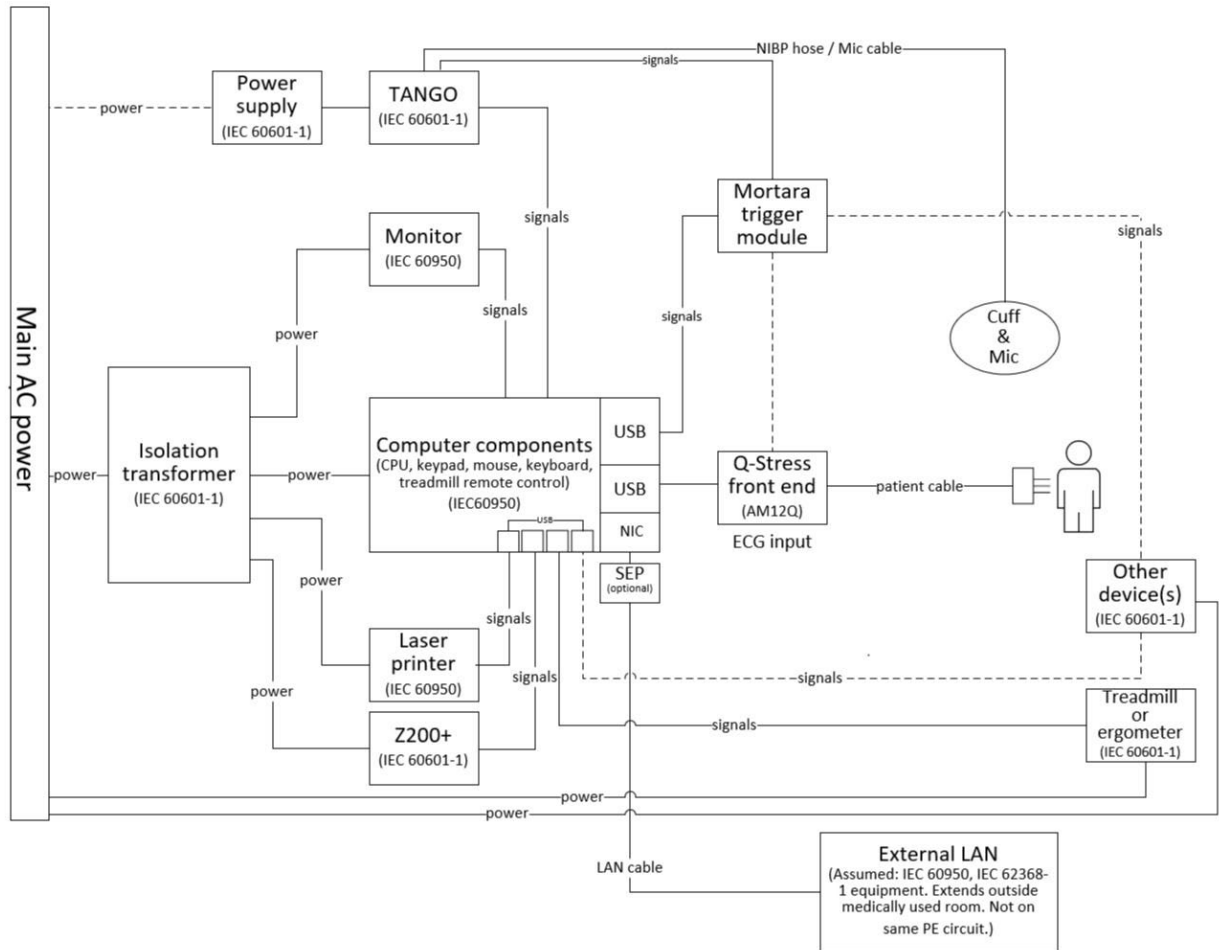 NIBP hose / Mic cable
signals
Power
supply
(IEC 60601-1)
TANGO
(IEC 60601-1)
power
Mortara
trigger
module
signals
signals
Monitor
(IEC 60950)
signals
power
signals
Cuff
&
Mic
Main AC power
Isolation
transformer
(IEC 60601-1)
power
power
Computer components
(CPU, keypad, mouse, keyboard,
treadmill remote control)
(IEC60950)
USB
USB
NIC
USB
Q-Stress
front end
(AM12Q)
ECG input
patient cable
SEP
(optional)
power
signals
Other
device(s)
(IEC 60601-1)
Laser
printer
(IEC 60950)
power
signals
signals
Z200+
(IEC 60601-1)
signals
Treadmill
or
ergometer
(IEC 60601-1)
power
power
LAN cable
External LAN
(Assumed: IEC 60950, IEC 62368-
1 equipment. Extends outside
medically used room. Not on
same PE circuit.)